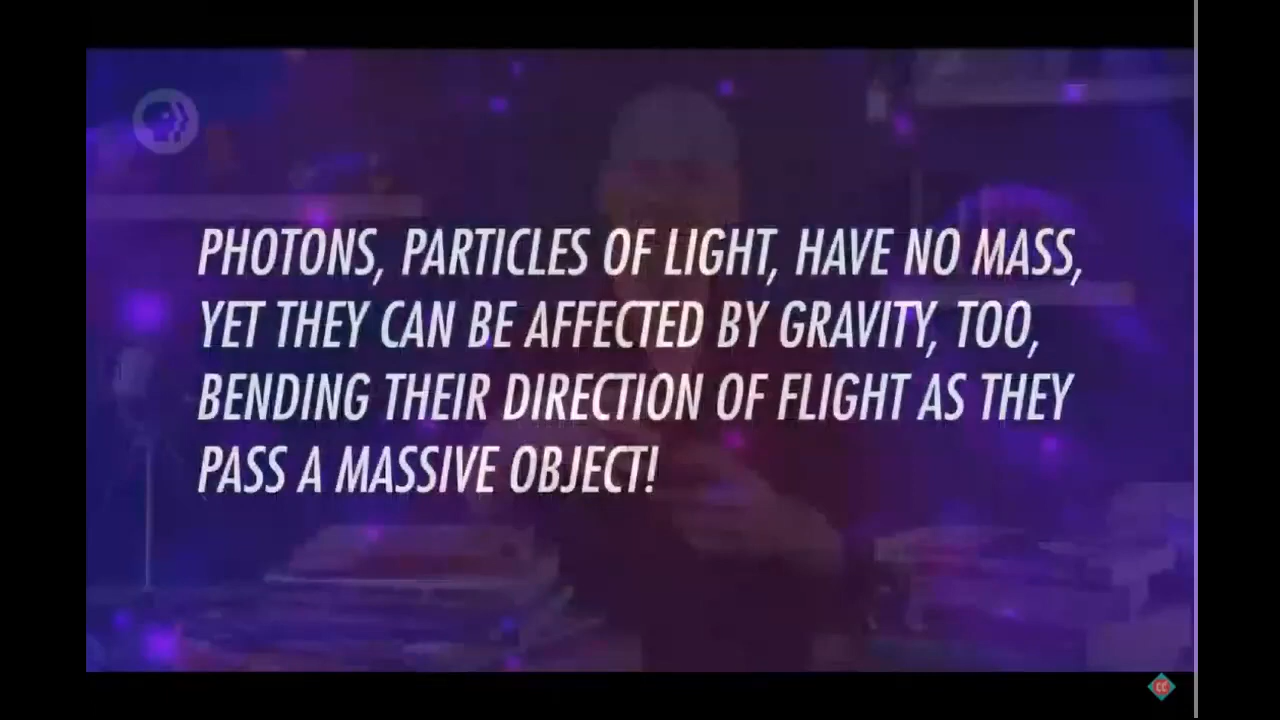 PHOTONS, PARTICLES OF LIGHT, HAVE NO MASS,
YET THEY CAN BE AFFECTED BY GRAVITY, TOO,
BENDING THEIR DIRECTION OF FLIGHT AS THEY
PASS A MASSIVE OBJECT!
CC